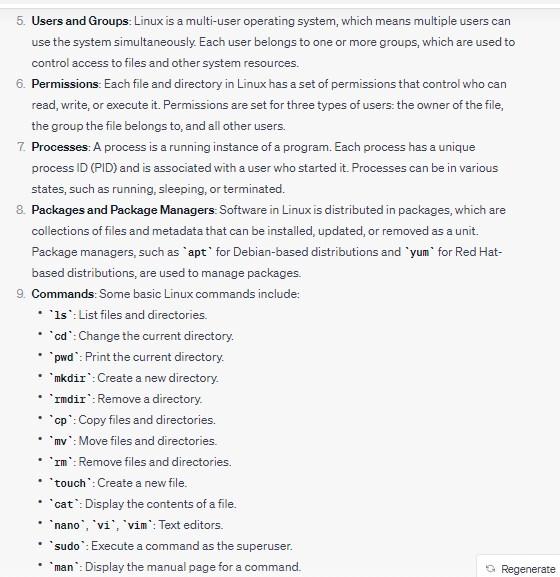 5. Users and Groups: Linux is a multi-user operating system, which means multiple users can
use the system simultaneously. Each user belongs to one or more groups, which are used to
control access to files and other system resources.
6. Permissions: Each file and directory in Linux has a set of permissions that control who can
read, write, or execute it. Permissions are set for three types of users: the owner of the file,
the group the file belongs to, and all other users.
7. Processes: A process is a running instance of a program. Each process has a unique
process ID (PID) and is associated with a user who started it. Processes can be in various
states, such as running, sleeping, or terminated.
8. Packages and Package Managers: Software in Linux is distributed in packages, which are
collections of files and metadata that can be installed, updated, or removed as a unit.
Package managers, such as `apt` for Debian-based distributions and `yum` for Red Hat-
based distributions, are used to manage packages.
9. Commands: Some basic Linux commands include:
• `ls`: List files and directories.
• `cd`: Change the current directory.
• `pwd`: Print the current directory.
• `mkdir`: Create a new directory.
• `rmdir`: Remove a directory.
• `cp`: Copy files and directories.
• `mv`: Move files and directories.
• `rm`: Remove files and directories.
• `touch`: Create a new file.
• `cat`: Display the contents of a file.
• `nano`, `vi`, `vim`: Text editors.
• `sudo`: Execute a command as the superuser.
• `man`: Display the manual page for a command.
Regenerate